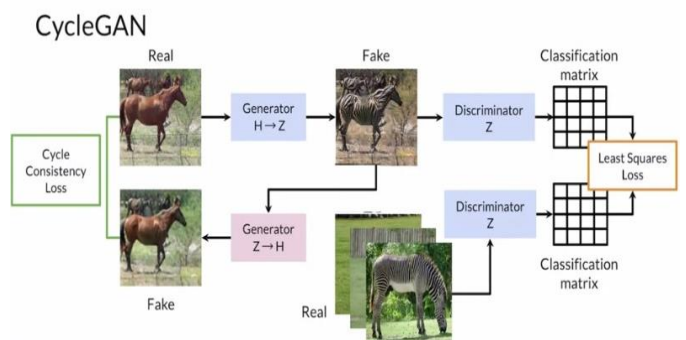 CycleGAN
Real
Fake
Classification
matrix
Generator
H→Z
Discriminator
Z
Cycle
Consistency
Loss
Least Squares
Loss
Generator
Z→H
Discriminator
Z
Fake
Real
Classification
matrix